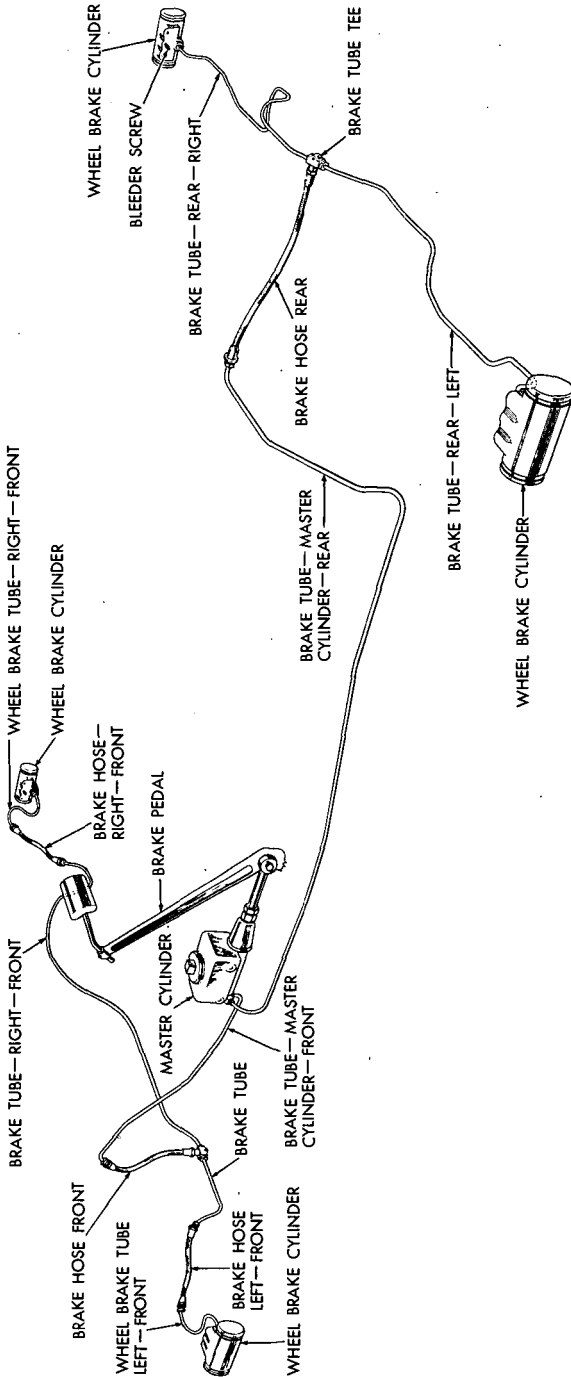 BRAKE TUBE—RIGHT—FRONT
WHEEL BRAKE TUBE—RIGHT—FRONT
WHEEL BRAKE CYLINDER
BRAKE HOSE—
RIGHT—FRONT
BRAKE HOSE FRONT
WHEEL BRAKE TUBE
LEFT—FRONT
BRAKE PEDAL
MASTER CYLINDER
WHEEL BRAKE CYLINDER
BLEEDER SCREW
BRAKE TUBE—REAR—RIGHT
BRAKE HOSE
LEFT—FRONT
BRAKE TUBE
WHEEL BRAKE CYLINDER
BRAKE TUBE—MASTER
CYLINDER—FRONT
BRAKE TUBE—MASTER
CYLINDER—REAR
BRAKE HOSE REAR
BRAKE TUBE TEE
BRAKE TUBE—REAR—LEFT
WHEEL BRAKE CYLINDER